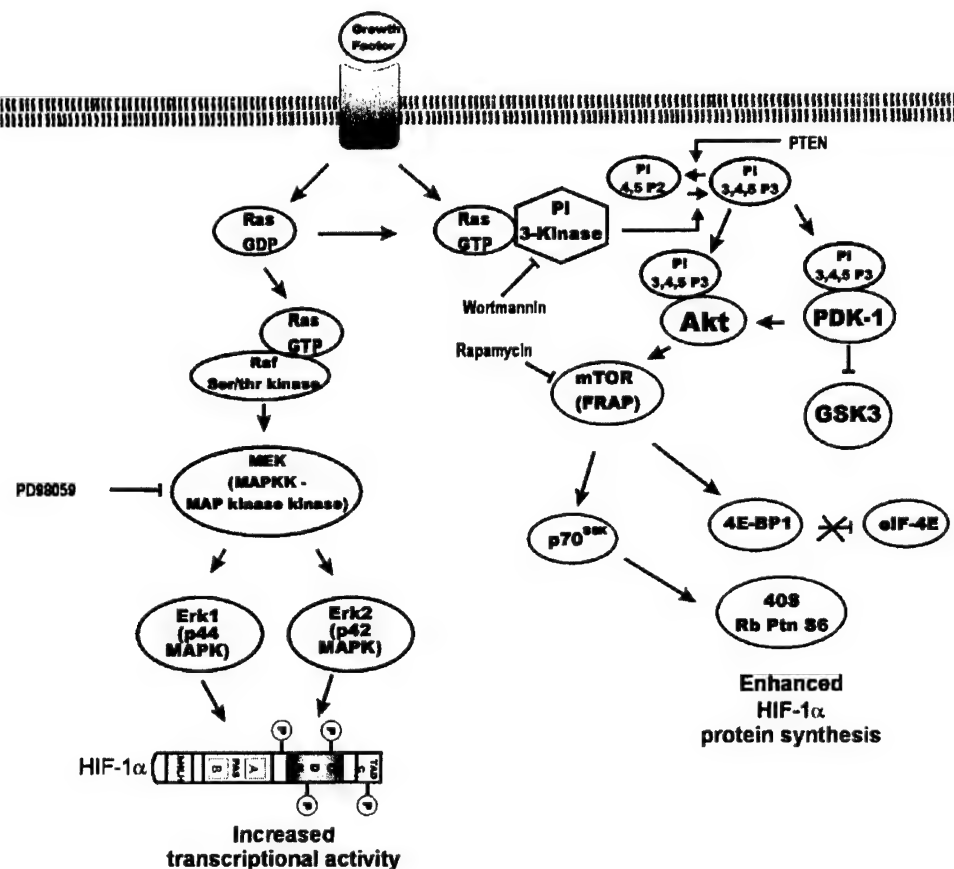 Growth
Factor
PTEN
PI
4,5 P2
PI
3,4,5 P3
Ras
GDP
Ras
GTP
PI
3-Kinase
PI
3,4,5 P3
PI
3,4,5 P3
Wortmannin
Akt
PDK-1
Ras
GTP
Raf
Ser/thr kinase
Rapamycin
mTOR
(FRAP)
GSK3
MEK
(MAPKK -
MAP kinase kinase)
PD98059
p70
4E-BP1
eIF-4E
Erk1
(p44
MAPK)
Erk2
(p42
MAPK)
40S
Rb Ptn S6
Enhanced
HIF-1α
protein synthesis
P
P
HIF-1α
B
PAS
A
D
TAD
C
P
P
Increased
transcriptional activity